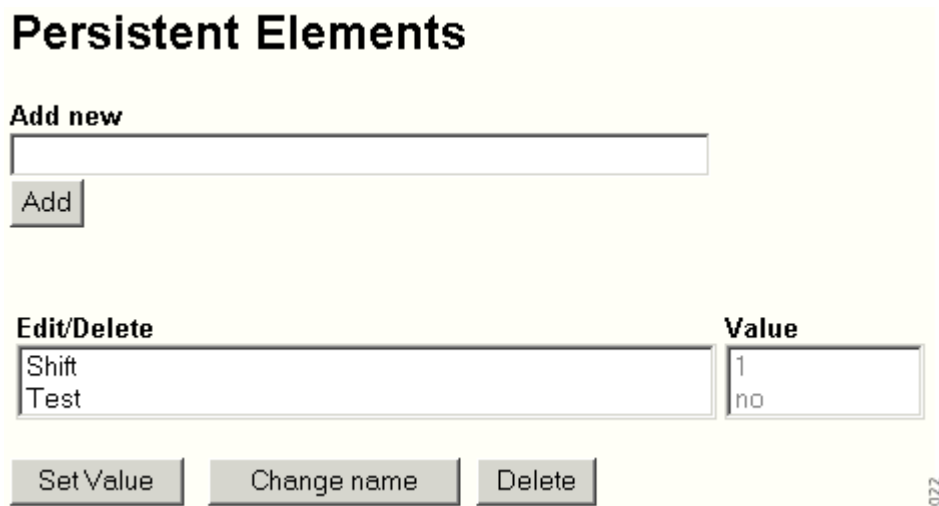 Persistent Elements
Add new
Add
Edit/Delete Value
Shift 1
Test no
Set Value Change name Delete
022